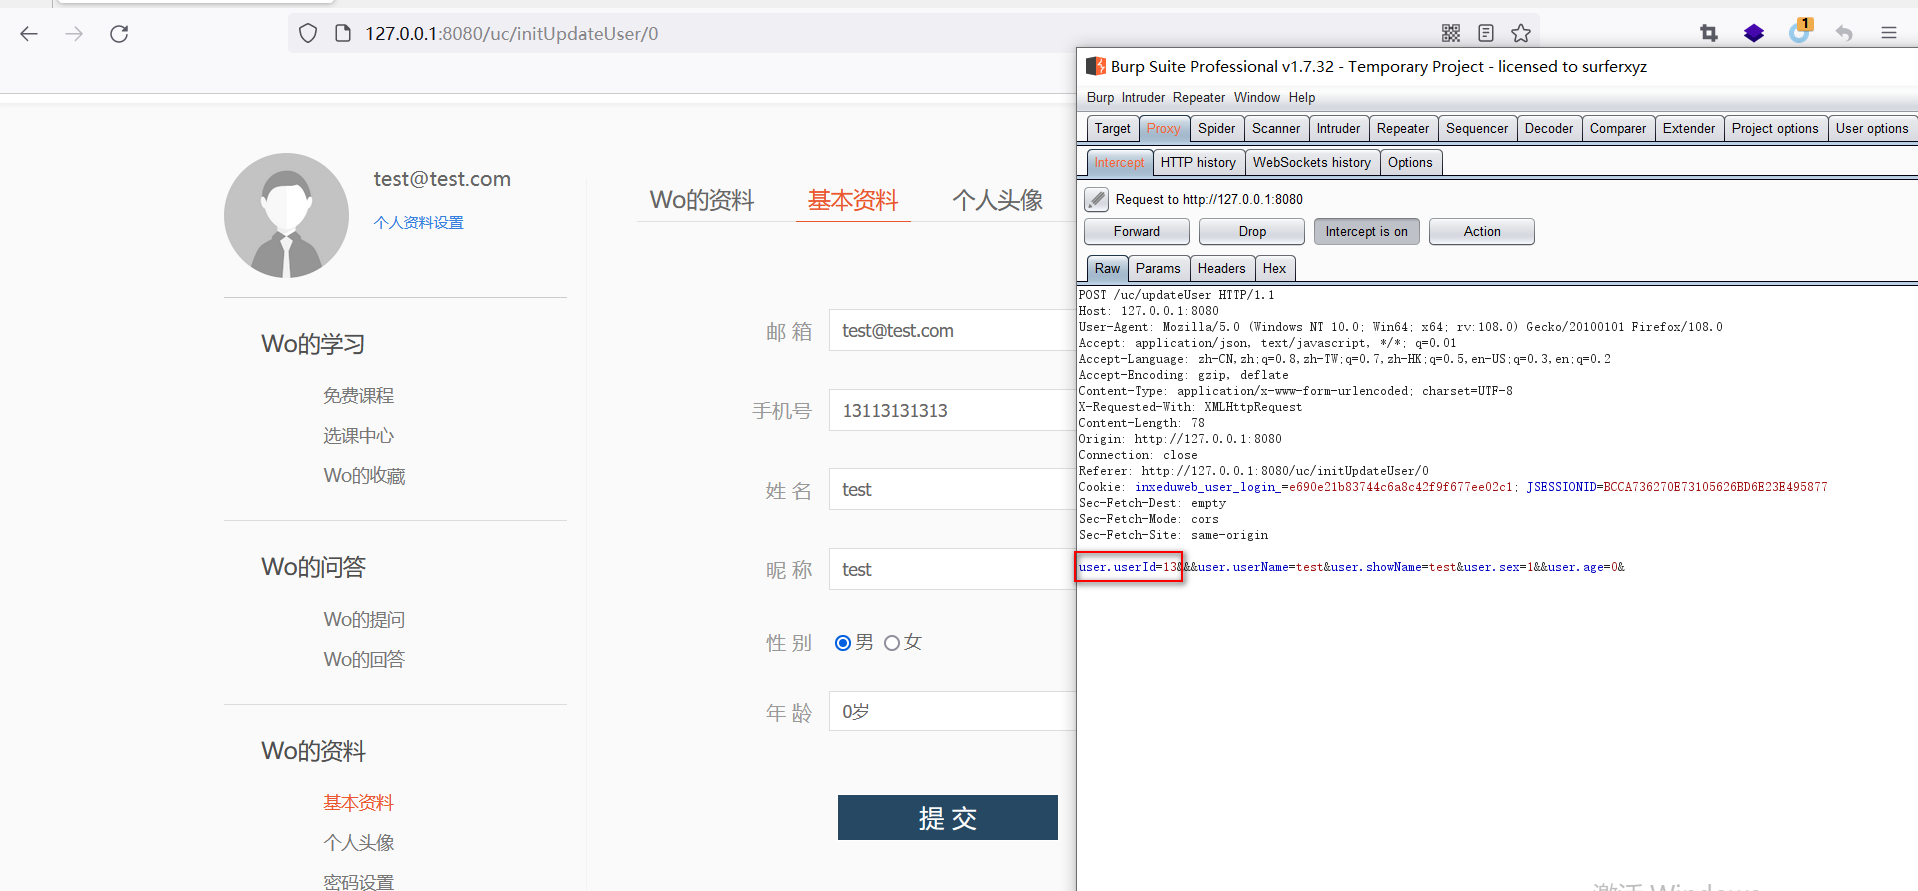 127.0.0.1:8080/uc/initUpdateUser/0
1
test@test.com
个人资料设置
Wo的学习
免费课程
选课中心
Wo的收藏
Wo的问答
Wo的提问
Wo的回答
Wo的资料
基本资料
个人头像
密码设置
Wo的资料 基本资料 个人头像
邮 箱 test@test.com
手机号 13113131313
姓 名 test
昵 称 test
性 别 男 女
年 龄 0岁
提 交
Burp Suite Professional v1.7.32 - Temporary Project - licensed to surferxyz
Burp Intruder Repeater Window Help
Target Proxy Spider Scanner Intruder Repeater Sequencer Decoder Comparer Extender Project options User options
Intercept HTTP history WebSockets history Options
Request to http://127.0.0.1:8080
Forward Drop Intercept is on Action
Raw Params Headers Hex
POST /uc/updateUser HTTP/1.1
Host: 127.0.0.1:8080
User-Agent: Mozilla/5.0 (Windows NT 10.0; Win64; x64; rv:108.0) Gecko/20100101 Firefox/108.0
Accept: application/json, text/javascript, */*; q=0.01
Accept-Language: zh-CN,zh;q=0.8,zh-TW;q=0.7,zh-HK;q=0.5,en-US;q=0.3,en;q=0.2
Accept-Encoding: gzip, deflate
Content-Type: application/x-www-form-urlencoded; charset=UTF-8
X-Requested-With: XMLHttpRequest
Content-Length: 78
Origin: http://127.0.0.1:8080
Connection: close
Referer: http://127.0.0.1:8080/uc/initUpdateUser/0
Cookie: inxeduweb_user_login_=e690e21b83744c6a8c42f9f677ee02c1; JSESSIONID=BCCA736270E73105626BD6E23E495877
Sec-Fetch-Dest: empty
Sec-Fetch-Mode: cors
Sec-Fetch-Site: same-origin
user.userId=13&&&user.userName=test&user.showName=test&user.sex=1&&user.age=0&
激活 Windows